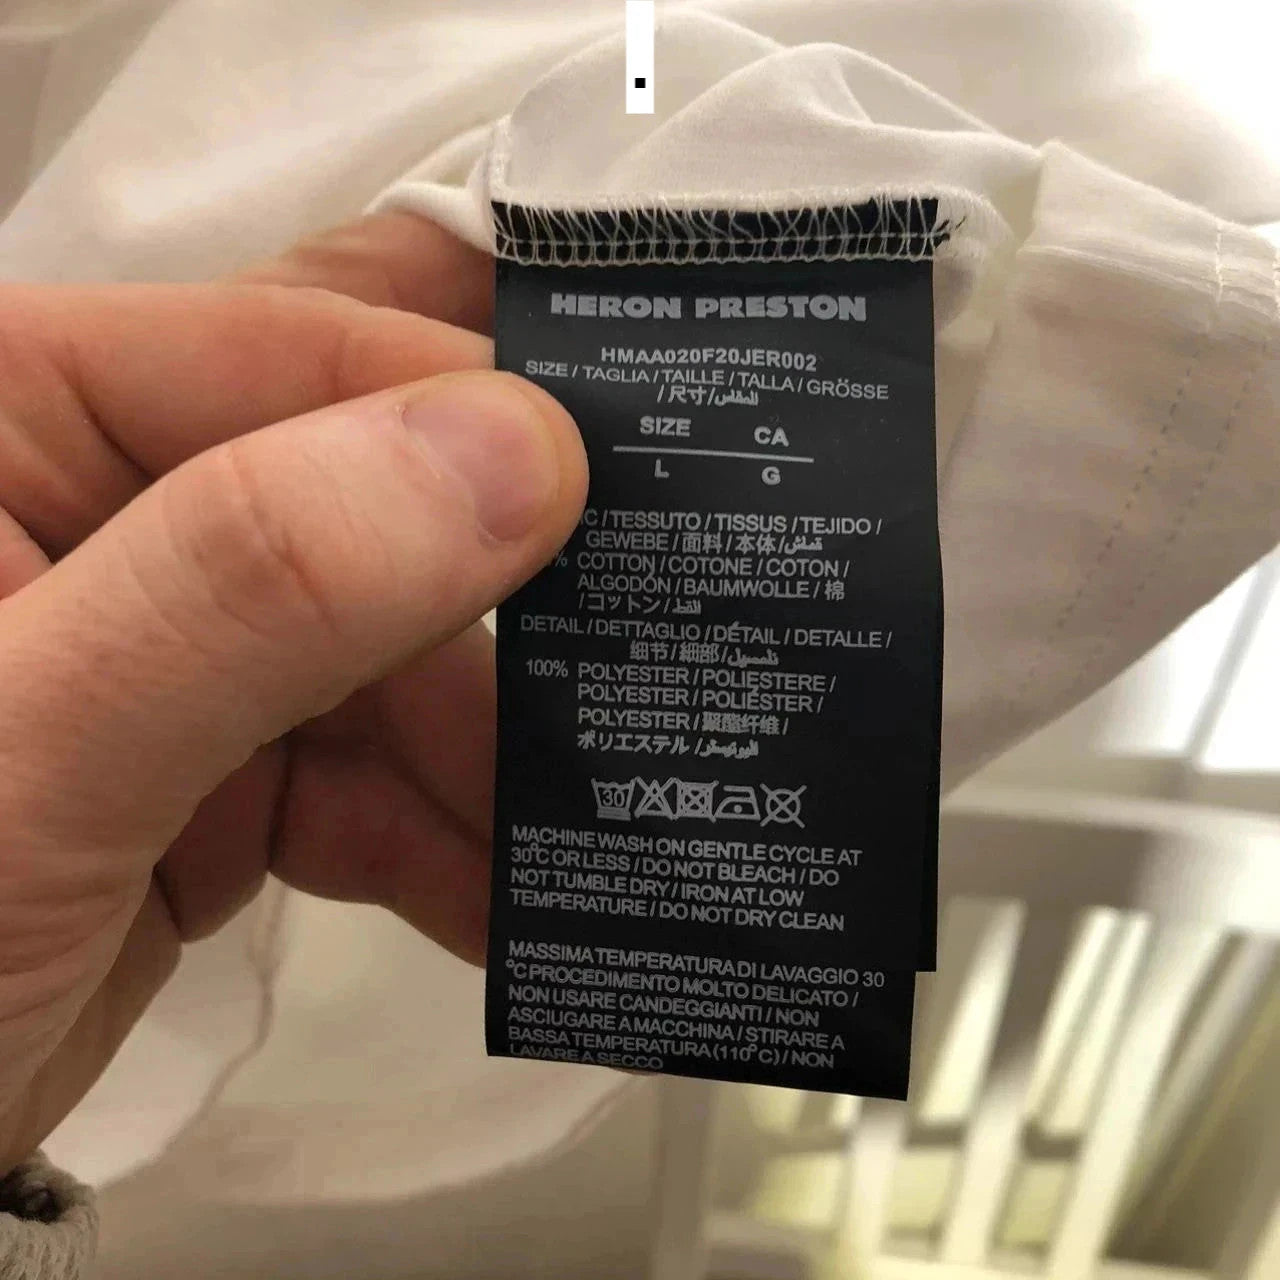 .
HERON PRESTON
HMAA020F20JER002
SIZE / TAGLIA / TAILLE / TALLA / GRÖSSE
/ 尺寸 / المقاس
SIZE CA
L G
C / TESSUTO / TISSUS / TEJIDO /
GEWEBE / 面料 / 本体 / قماش
% COTTON / COTONE / COTON /
ALGODÓN / BAUMWOLLE / 棉
/ コットン /
DETAIL / DETTAGLIO / DÉTAIL / DETALLE /
细节 / 細部 /
100% POLYESTER / POLIESTERE /
POLYESTER / POLIÉSTER /
POLYESTER / 聚酯纤维 /
ポリエステル /
30
MACHINE WASH ON GENTLE CYCLE AT
30°C OR LESS / DO NOT BLEACH / DO
NOT TUMBLE DRY / IRON AT LOW
TEMPERATURE / DO NOT DRY CLEAN
MASSIMA TEMPERATURA DI LAVAGGIO 30
°C PROCEDIMENTO MOLTO DELICATO /
NON USARE CANDEGGIANTI / NON
ASCIUGARE A MACCHINA / STIRARE A
BASSA TEMPERATURA (110°C) / NON
LAVARE A SECCO